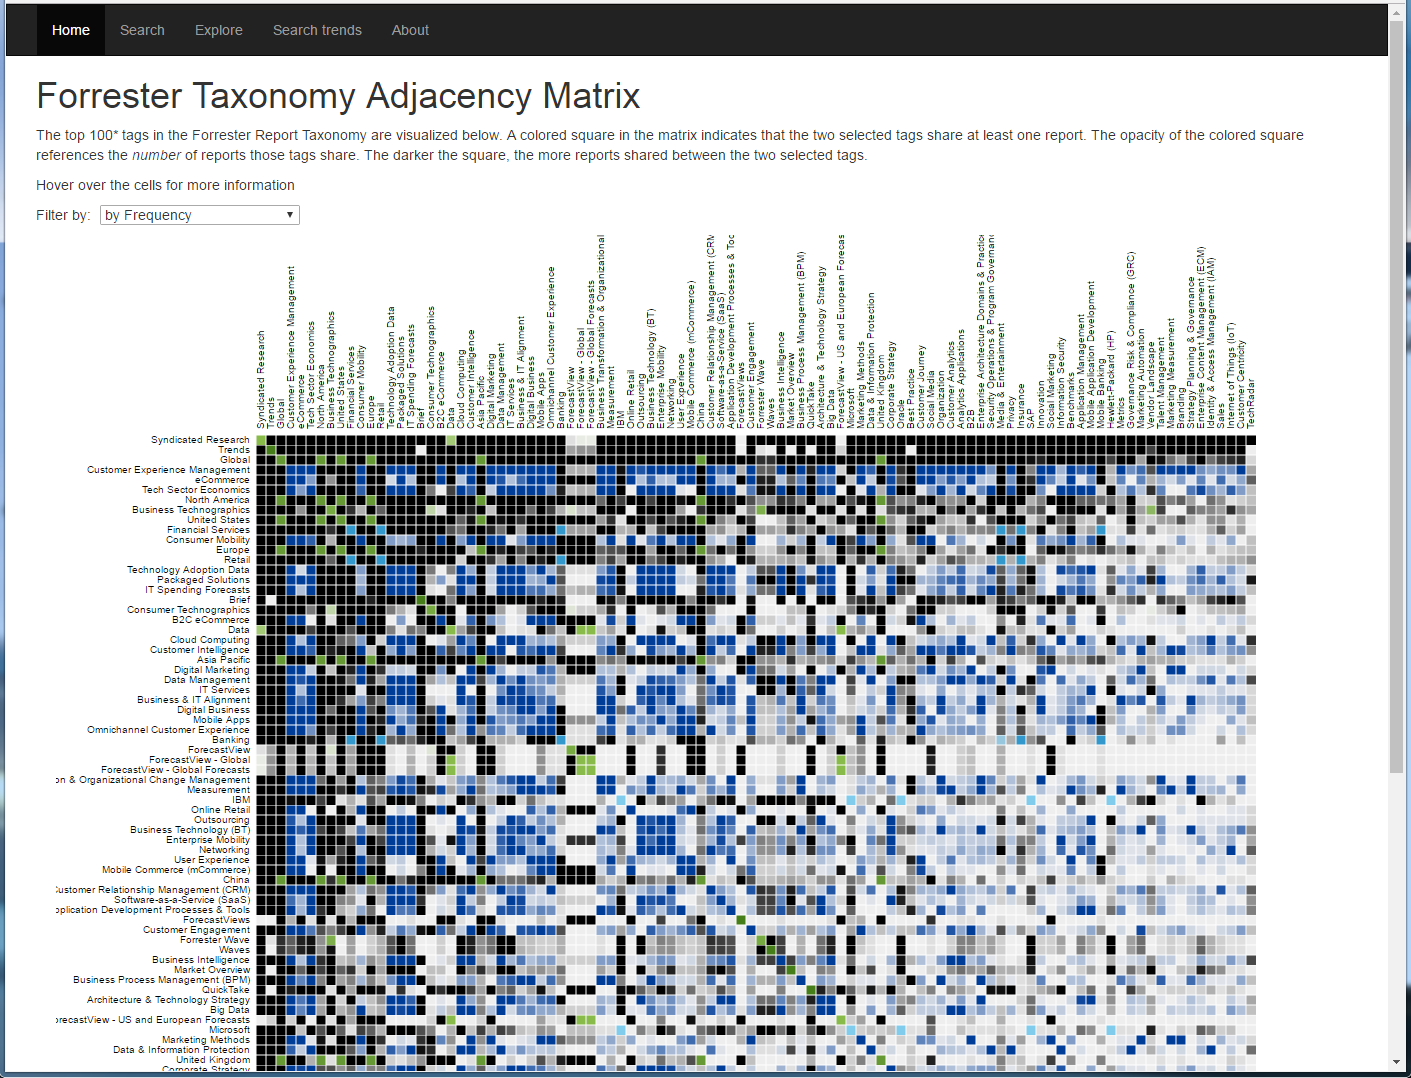 Home Search Explore Search trends About
Forrester Taxonomy Adjacency Matrix
The top 100* tags in the Forrester Report Taxonomy are visualized below. A colored square in the matrix indicates that the two selected tags share at least one report. The opacity of the colored square
references the number of reports those tags share. The darker the square, the more reports shared between the two selected tags.
Hover over the cells for more information
Filter by: by Frequency
Syndicated Research
Trends
Global
Customer Experience Management
eCommerce
Tech Sector Economics
North America
Business Technographics
United States
Financial Services
Consumer Mobility
Europe
Retail
Technology Adoption Data
Packaged Solutions
IT Spending Forecasts
Brief
Consumer Technographics
B2C eCommerce
Data
Cloud Computing
Customer Intelligence
Asia Pacific
Digital Marketing
Data Management
IT Services
Business & IT Alignment
Digital Business
Mobile Apps
Omnichannel Customer Experience
Banking
ForecastView
ForecastView - Global
ForecastView - Global Forecasts
Business Transformation & Organizational
Measurement
IBM
Online Retail
Outsourcing
Business Technology (BT)
Enterprise Mobility
Networking
User Experience
Mobile Commerce (mCommerce)
China
Customer Relationship Management (CRM
Software-as-a-Service (SaaS)
Application Development Processes & Too
ForecastViews
Customer Engagement
Forrester Wave
Waves
Business Intelligence
Market Overview
Business Process Management (BPM)
QuickTake
Architecture & Technology Strategy
Big Data
ForecastView - US and European Forecas
Microsoft
Marketing Methods
Data & Information Protection
United Kingdom
Corporate Strategy
Oracle
Best Practice
Customer Journey
Social Media
Organization
Customer Analytics
Analytics Applications
B2B
Enterprise Architecture Domains & Practic
Security Operations & Program Governanc
Media & Entertainment
Privacy
Insurance
SAP
Innovation
Social Marketing
Information Security
Benchmarks
Application Management
Mobile Application Development
Mobile Banking
Hewlett-Packard (HP)
Metrics
Governance Risk & Compliance (GRC)
Marketing Automation
Vendor Landscape
Talent Management
Marketing Measurement
Branding
Strategy Planning & Governance
Enterprise Content Management (ECM)
Identity & Access Management (IAM)
Sales
Internet of Things (IoT)
Customer Centricity
TechRadar
Syndicated Research
Trends
Global
Customer Experience Management
eCommerce
Tech Sector Economics
North America
Business Technographics
United States
Financial Services
Consumer Mobility
Europe
Retail
Technology Adoption Data
Packaged Solutions
IT Spending Forecasts
Brief
Consumer Technographics
B2C eCommerce
Data
Cloud Computing
Customer Intelligence
Asia Pacific
Digital Marketing
Data Management
IT Services
Business & IT Alignment
Digital Business
Mobile Apps
Omnichannel Customer Experience
Banking
ForecastView
ForecastView - Global
ForecastView - Global Forecasts
on & Organizational Change Management
Measurement
IBM
Online Retail
Outsourcing
Business Technology (BT)
Enterprise Mobility
Networking
User Experience
Mobile Commerce (mCommerce)
China
Customer Relationship Management (CRM)
Software-as-a-Service (SaaS)
pplication Development Processes & Tools
ForecastViews
Customer Engagement
Forrester Wave
Waves
Business Intelligence
Market Overview
Business Process Management (BPM)
QuickTake
Architecture & Technology Strategy
Big Data
orecastView - US and European Forecasts
Microsoft
Marketing Methods
Data & Information Protection
United Kingdom
Corporate Strategy